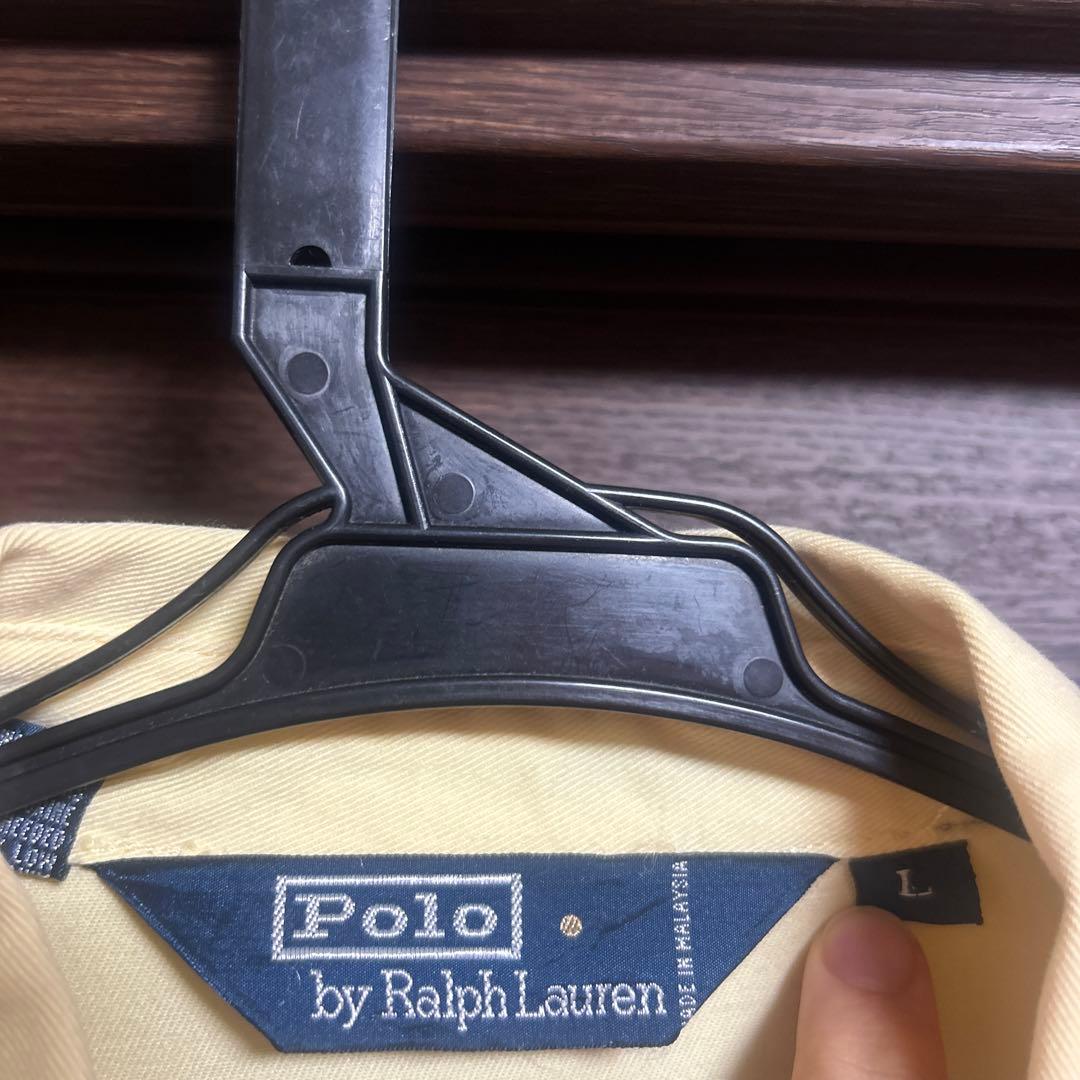 Polo
by Ralph Lauren
MADE IN MALAYSIA
L